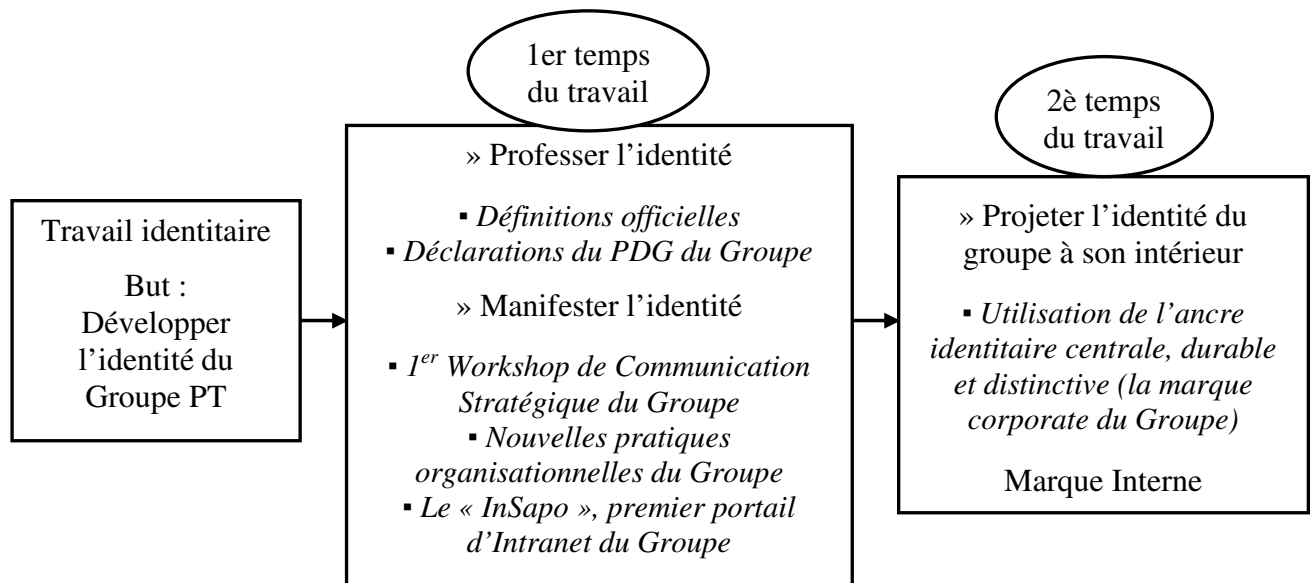 Travail identitaire
But :
Développer
l’identité du
Groupe PT
1er temps
du travail
» Professer l’identité
▪ Définitions officielles
▪ Déclarations du PDG du Groupe
» Manifester l’identité
▪ 1er Workshop de Communication
Stratégique du Groupe
▪ Nouvelles pratiques
organisationnelles du Groupe
▪ Le « InSapo », premier portail
d’Intranet du Groupe
2è temps
du travail
» Projeter l’identité du
groupe à son intérieur
▪ Utilisation de l’ancre
identitaire centrale, durable
et distinctive (la marque
corporate du Groupe)
Marque Interne